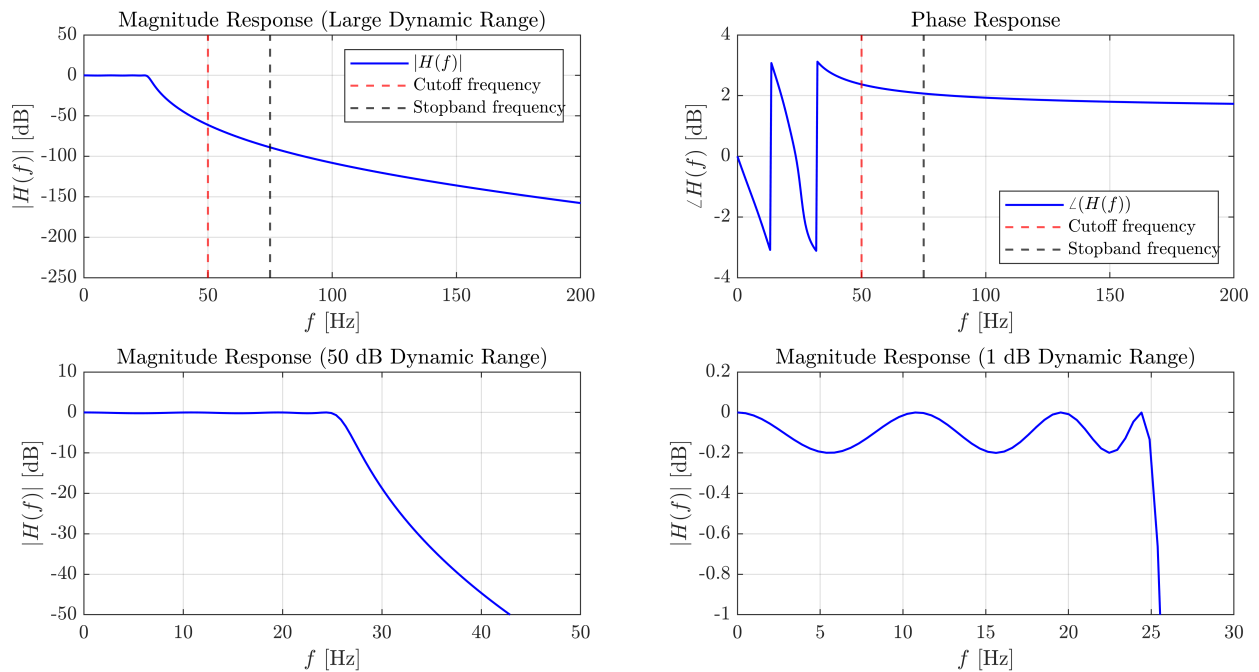 Magnitude Response (Large Dynamic Range)
50
0
-50
-100
-150
-200
-250
|H(f)| [dB]
|H(f)|
Cutoff frequency
Stopband frequency
0 50 100 150 200
f [Hz]
Phase Response
4
2
0
-2
-4
∠H(f) [dB]
∠(H(f))
Cutoff frequency
Stopband frequency
0 50 100 150 200
f [Hz]
Magnitude Response (50 dB Dynamic Range)
10
0
-10
-20
-30
-40
-50
|H(f)| [dB]
0 10 20 30 40 50
f [Hz]
Magnitude Response (1 dB Dynamic Range)
0.2
0
-0.2
-0.4
-0.6
-0.8
-1
|H(f)| [dB]
0 5 10 15 20 25 30
f [Hz]